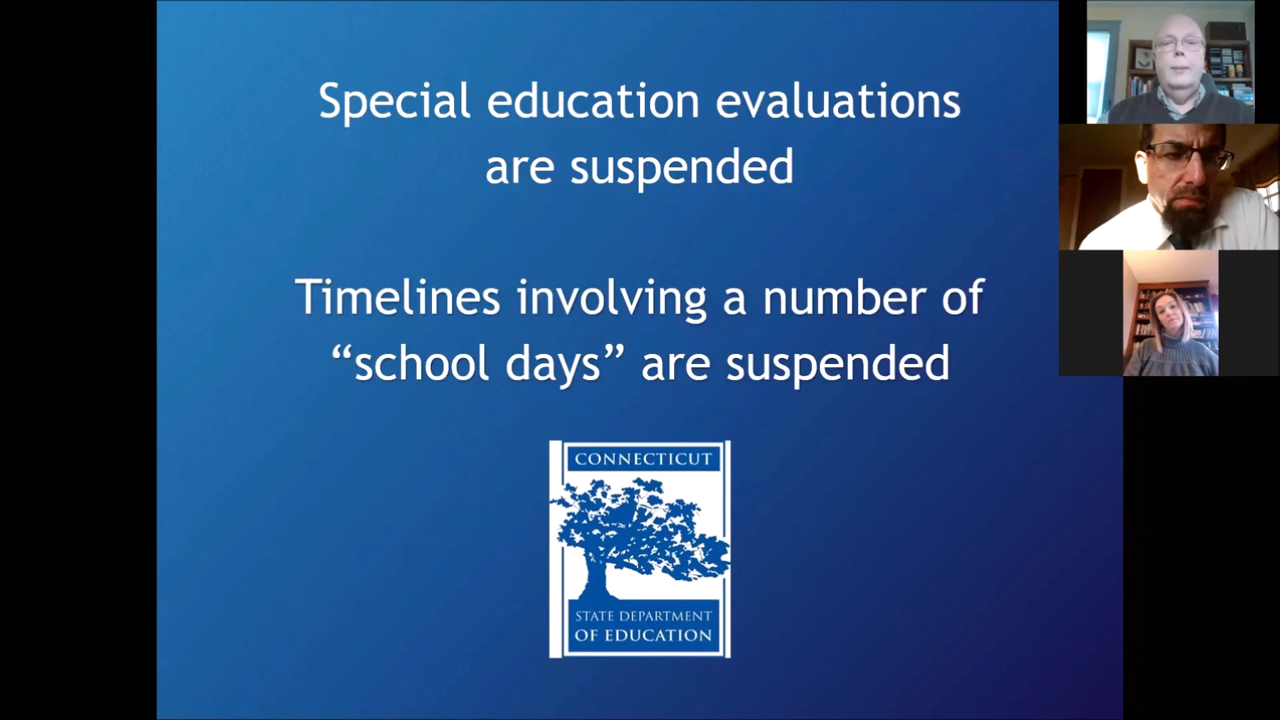 Special education evaluations
are suspended
Timelines involving a number of
“school days” are suspended
CONNECTICUT
STATE DEPARTMENT
OF EDUCATION